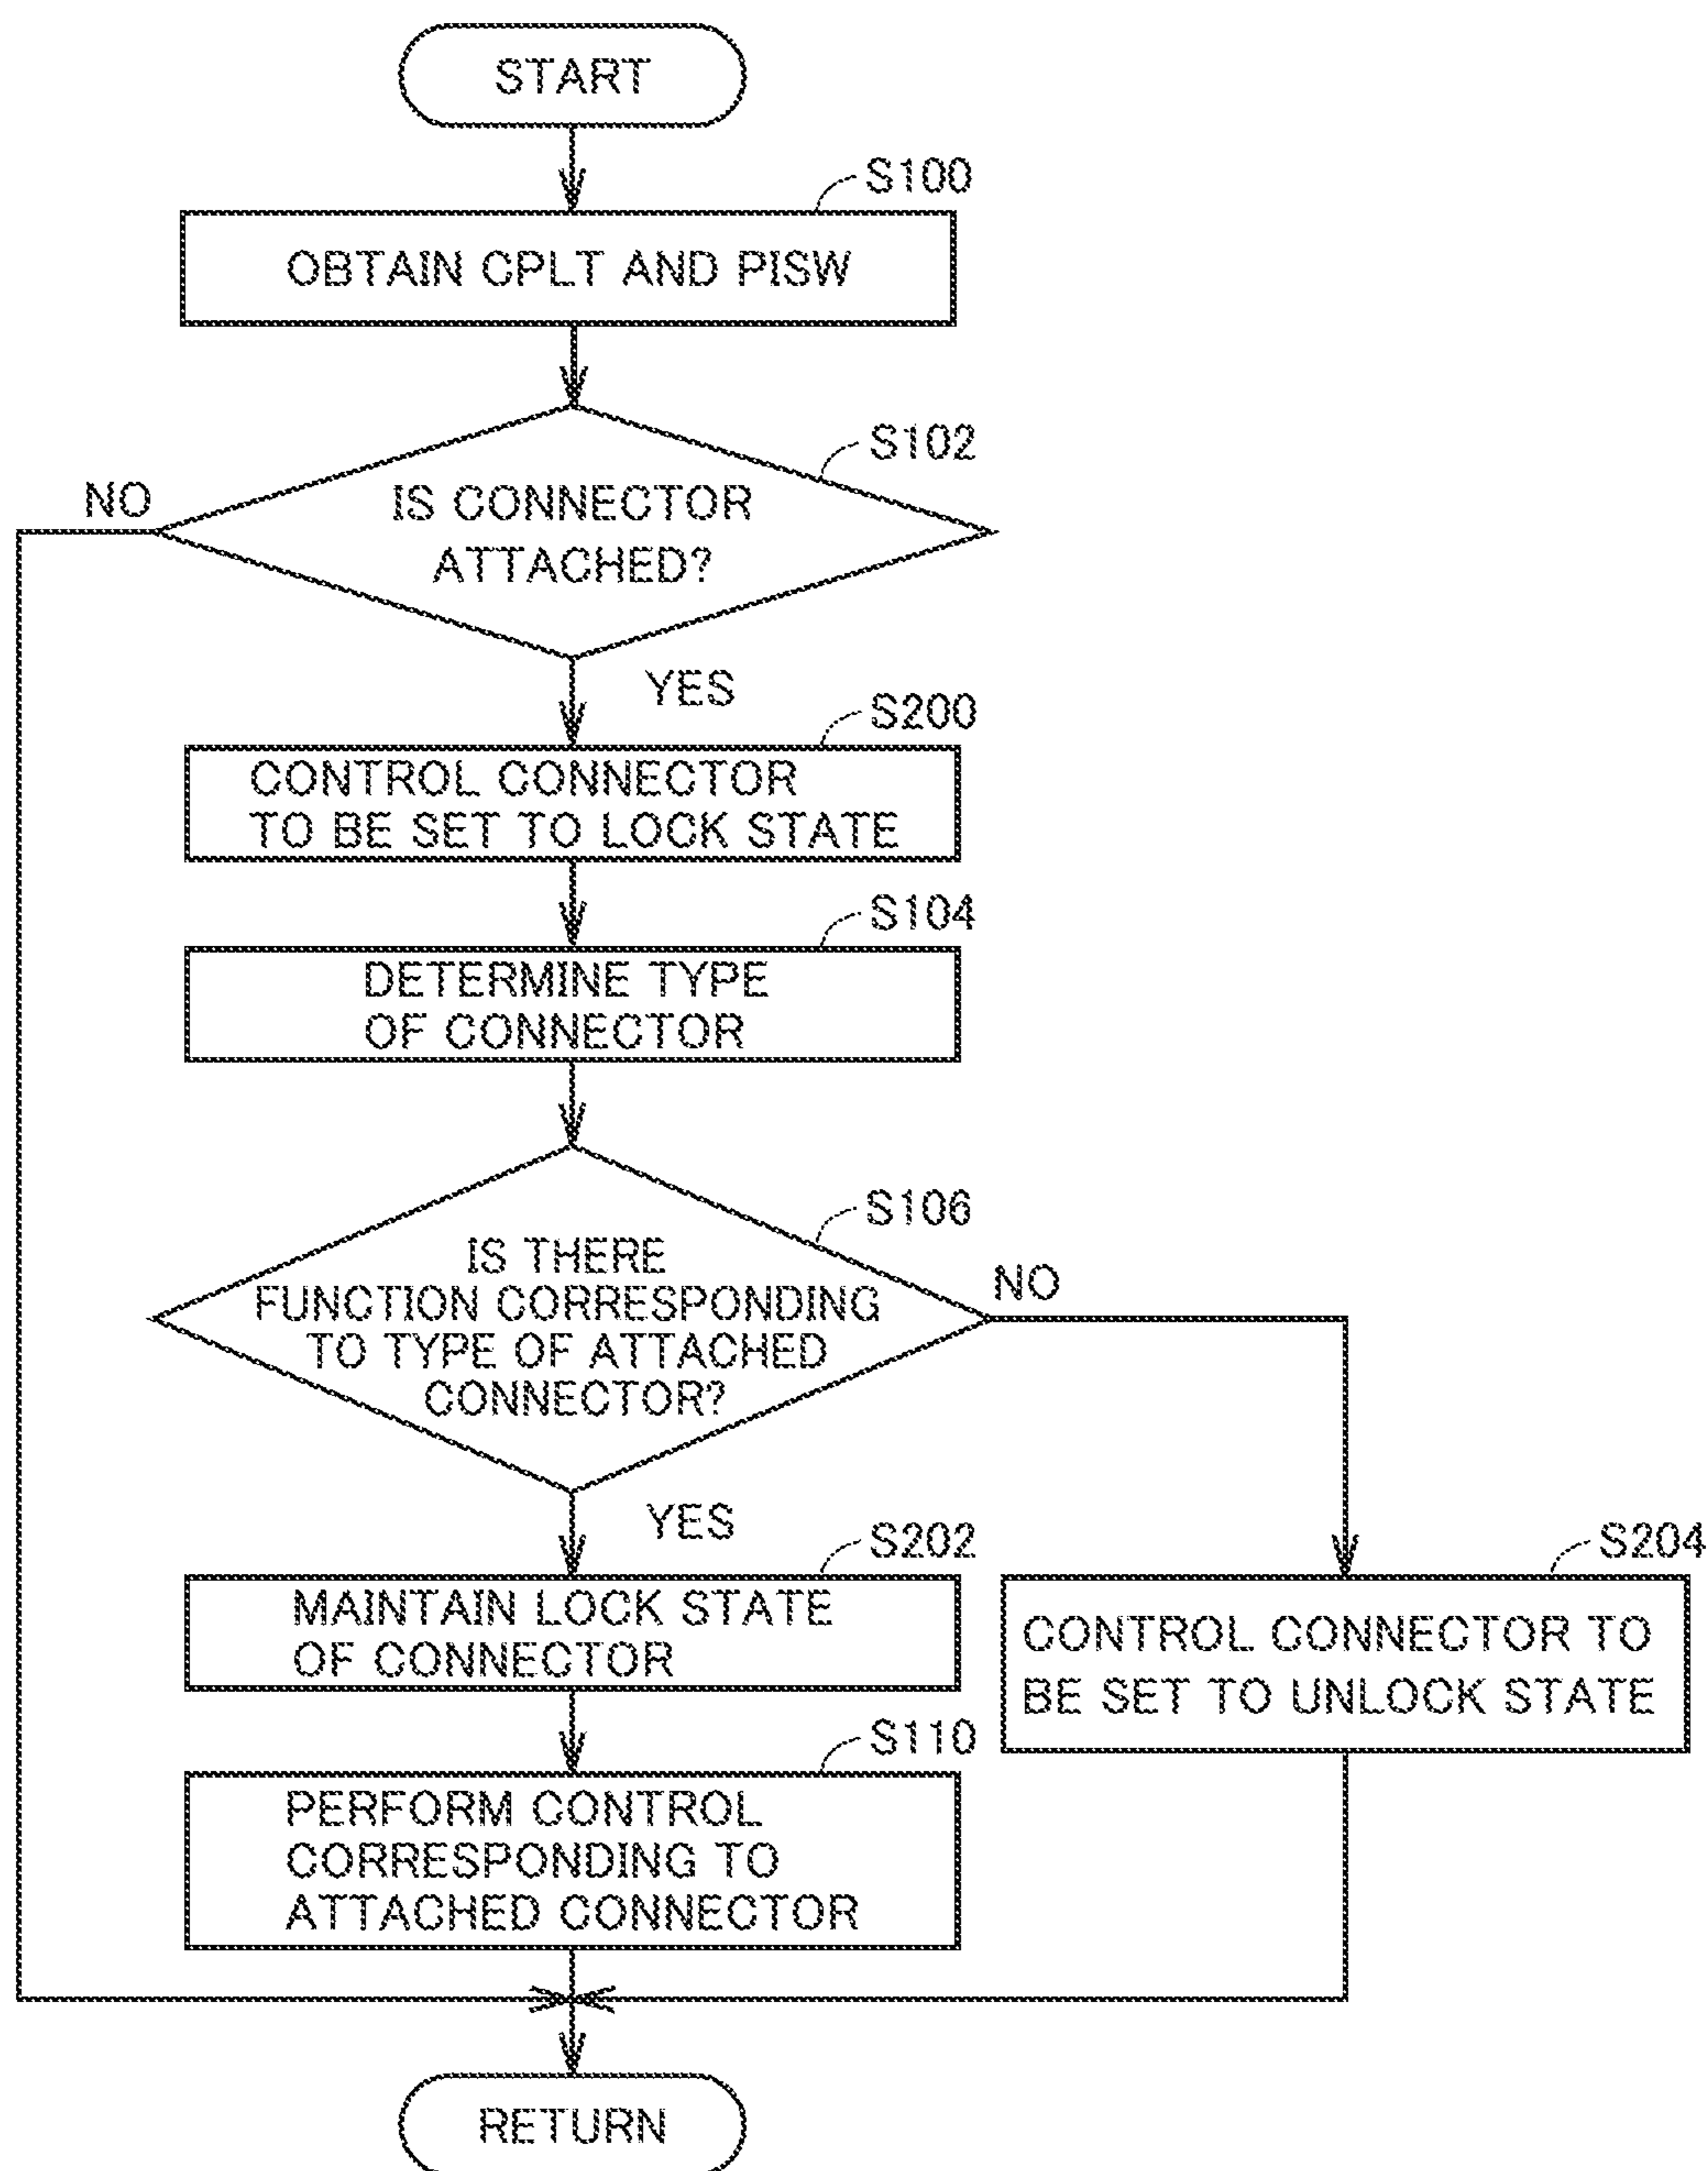 START
S100
OBTAIN CPLT AND PISW
S102
NO
IS CONNECTOR
ATTACHED?
YES
S200
CONTROL CONNECTOR
TO BE SET TO LOCK STATE
S104
DETERMINE TYPE
OF CONNECTOR
S106
IS THERE
FUNCTION CORRESPONDING
TO TYPE OF ATTACHED
CONNECTOR?
NO
YES
S202
MAINTAIN LOCK STATE
OF CONNECTOR
S204
CONTROL CONNECTOR TO
BE SET TO UNLOCK STATE
S110
PERFORM CONTROL
CORRESPONDING TO
ATTACHED CONNECTOR
RETURN